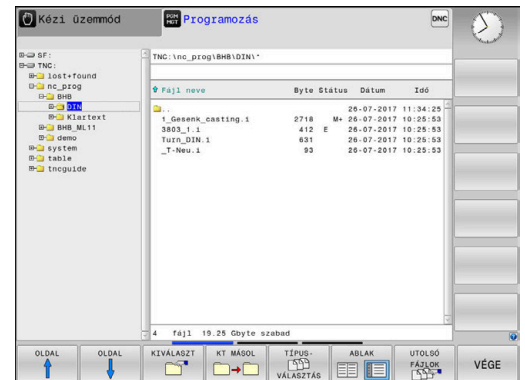 Kézi üzemmód
PGM MGT Programozás
DNC
SF:
TNC:
lost+found
nc_prog
BHB
DIN
Klartext
BHB_ML11
demo
system
table
tncguide
TNC:\nc_prog\BHB\DIN\*
Fájl neve Byte Státus Dátum Idő
.. 26-07-2017 11:34:25
1_Gesenk_casting.i 2718 M+ 26-07-2017 10:25:53
3803_1.i 412 E 26-07-2017 10:25:53
Turn_DIN.i 631 26-07-2017 10:25:53
_T-Neu.i 93 26-07-2017 10:25:53
4 fájl 19.25 Gbyte szabad
OLDAL
OLDAL
KIVÁLASZT
KT MÁSOL
TÍPUS-
VÁLASZTÁS
ABLAK
UTOLSÓ
FÁJLOK
VÉGE